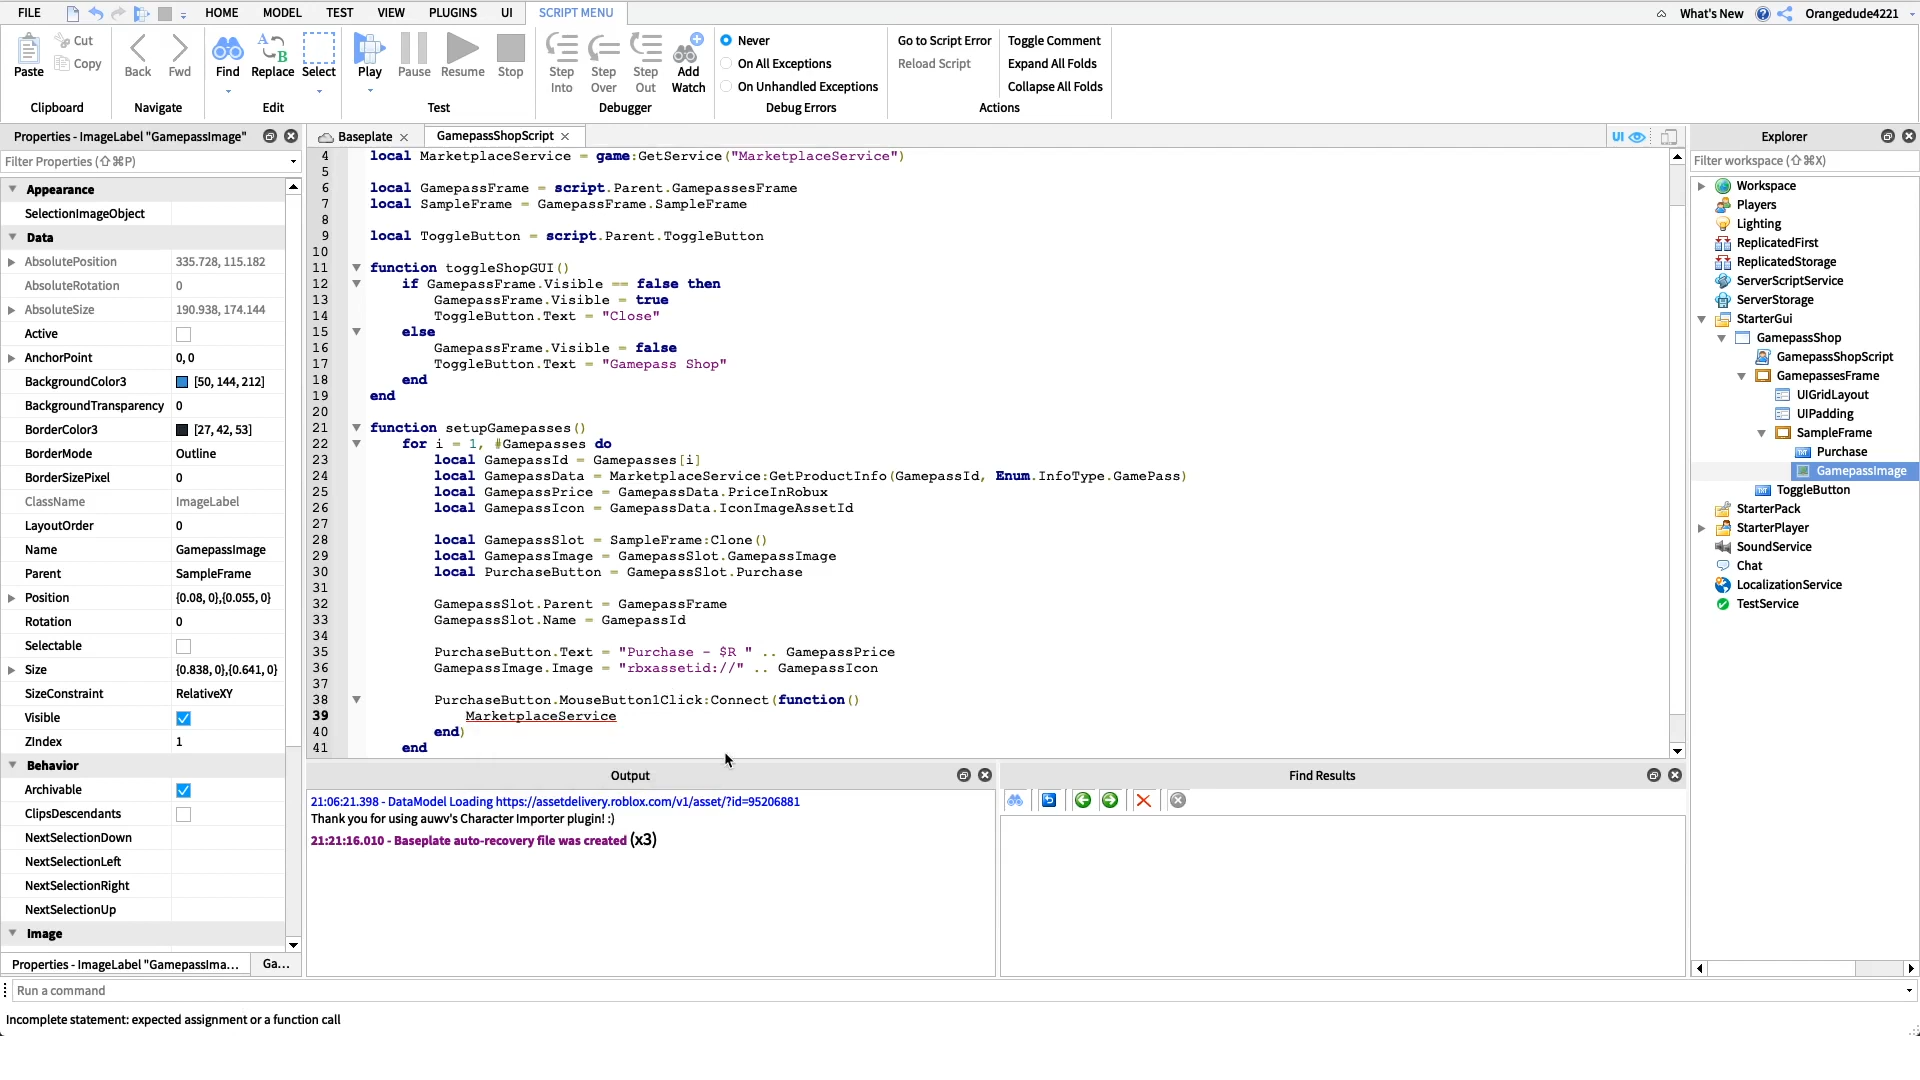 FILE HOME MODEL TEST VIEW PLUGINS UI SCRIPT MENU What's New Orangedude4221
Paste Cut Copy Back Fwd Find Replace Select Play Pause Resume Stop Step Into Step Over Step Out Add Watch
Never
On All Exceptions
On Unhandled Exceptions
Go to Script Error
Reload Script
Toggle Comment
Expand All Folds
Collapse All Folds
Clipboard Navigate Edit Test Debugger Debug Errors Actions
Properties - ImageLabel "GamepassImage"
Filter Properties (⇧⌘P)
Appearance
SelectionImageObject
Data
AbsolutePosition 335.728, 115.182
AbsoluteRotation 0
AbsoluteSize 190.938, 174.144
Active
AnchorPoint 0, 0
BackgroundColor3 [50, 144, 212]
BackgroundTransparency 0
BorderColor3 [27, 42, 53]
BorderMode Outline
BorderSizePixel 0
ClassName ImageLabel
LayoutOrder 0
Name GamepassImage
Parent SampleFrame
Position {0.08, 0},{0.055, 0}
Rotation 0
Selectable
Size {0.838, 0},{0.641, 0}
SizeConstraint RelativeXY
Visible
ZIndex 1
Behavior
Archivable
ClipsDescendants
NextSelectionDown
NextSelectionLeft
NextSelectionRight
NextSelectionUp
Image
Properties - ImageLabel "GamepassIma... Ga...
Baseplate GamepassShopScript UI
4 local MarketplaceService = game:GetService("MarketplaceService")
5
6 local GamepassFrame = script.Parent.GamepassesFrame
7 local SampleFrame = GamepassFrame.SampleFrame
8
9 local ToggleButton = script.Parent.ToggleButton
10
11 function toggleShopGUI()
12 if GamepassFrame.Visible == false then
13 GamepassFrame.Visible = true
14 ToggleButton.Text = "Close"
15 else
16 GamepassFrame.Visible = false
17 ToggleButton.Text = "Gamepass Shop"
18 end
19 end
20
21 function setupGamepasses()
22 for i = 1, #Gamepasses do
23 local GamepassId = Gamepasses[i]
24 local GamepassData = MarketplaceService:GetProductInfo(GamepassId, Enum.InfoType.GamePass)
25 local GamepassPrice = GamepassData.PriceInRobux
26 local GamepassIcon = GamepassData.IconImageAssetId
27
28 local GamepassSlot = SampleFrame:Clone()
29 local GamepassImage = GamepassSlot.GamepassImage
30 local PurchaseButton = GamepassSlot.Purchase
31
32 GamepassSlot.Parent = GamepassFrame
33 GamepassSlot.Name = GamepassId
34
35 PurchaseButton.Text = "Purchase - $R " .. GamepassPrice
36 GamepassImage.Image = "rbxassetid://" .. GamepassIcon
37
38 PurchaseButton.MouseButton1Click:Connect(function()
39 MarketplaceService
40 end)
41 end
Output
21:06:21.398 - DataModel Loading https://assetdelivery.roblox.com/v1/asset/?id=95206881
Thank you for using auwv's Character Importer plugin! :)
21:21:16.010 - Baseplate auto-recovery file was created (x3)
Find Results
Explorer
Filter workspace (⇧⌘X)
Workspace
Players
Lighting
ReplicatedFirst
ReplicatedStorage
ServerScriptService
ServerStorage
StarterGui
GamepassShop
GamepassShopScript
GamepassesFrame
UIGridLayout
UIPadding
SampleFrame
Purchase
GamepassImage
ToggleButton
StarterPack
StarterPlayer
SoundService
Chat
LocalizationService
TestService
Run a command
Incomplete statement: expected assignment or a function call